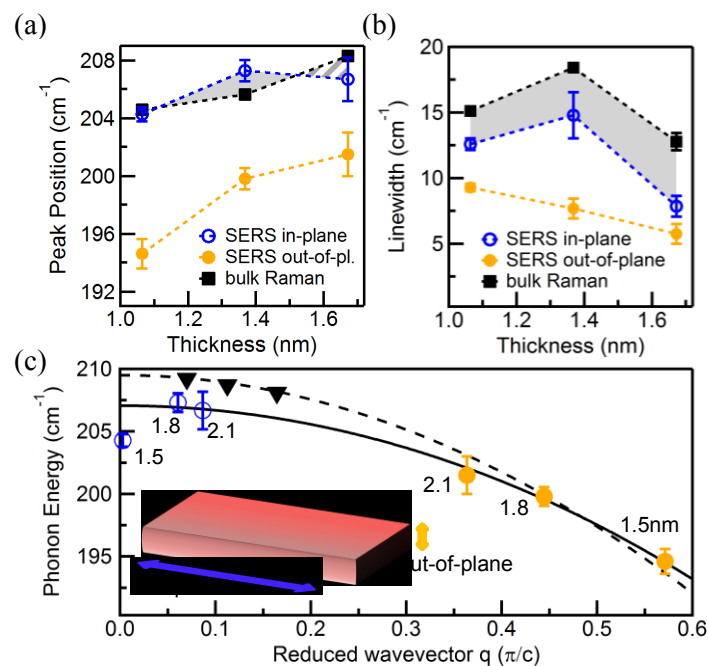 (a)
208
204
200
196
192
Peak Position (cm⁻¹)
SERS in-plane
SERS out-of-pl.
bulk Raman
1.0 1.2 1.4 1.6
Thickness (nm)
(b)
20
15
10
5
Linewidth (cm⁻¹)
SERS in-plane
SERS out-of-plane
bulk Raman
1.0 1.2 1.4 1.6
Thickness (nm)
(c)
210
205
200
195
Phonon Energy (cm⁻¹)
1.5
1.8
2.1
2.1
1.8
1.5nm
ut-of-plane
0.0 0.1 0.2 0.3 0.4 0.5 0.6
Reduced wavevector q (π/c)